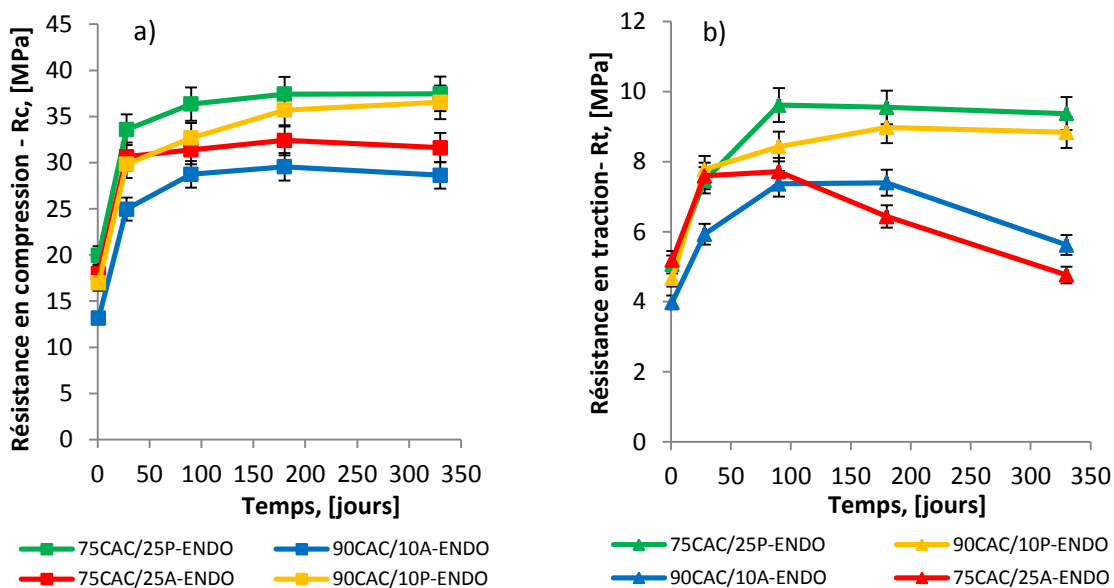 a)
Résistance en compression - Rc, [MPa]
45
40
35
30
25
20
15
10
5
0
0 50 100 150 200 250 300 350
Temps, [jours]
75CAC/25P-ENDO 90CAC/10A-ENDO
75CAC/25A-ENDO 90CAC/10P-ENDO
b)
Résistance en traction- Rt, [MPa]
12
10
8
6
4
2
0
0 50 100 150 200 250 300 350
Temps, [jours]
75CAC/25P-ENDO 90CAC/10P-ENDO
90CAC/10A-ENDO 75CAC/25A-ENDO